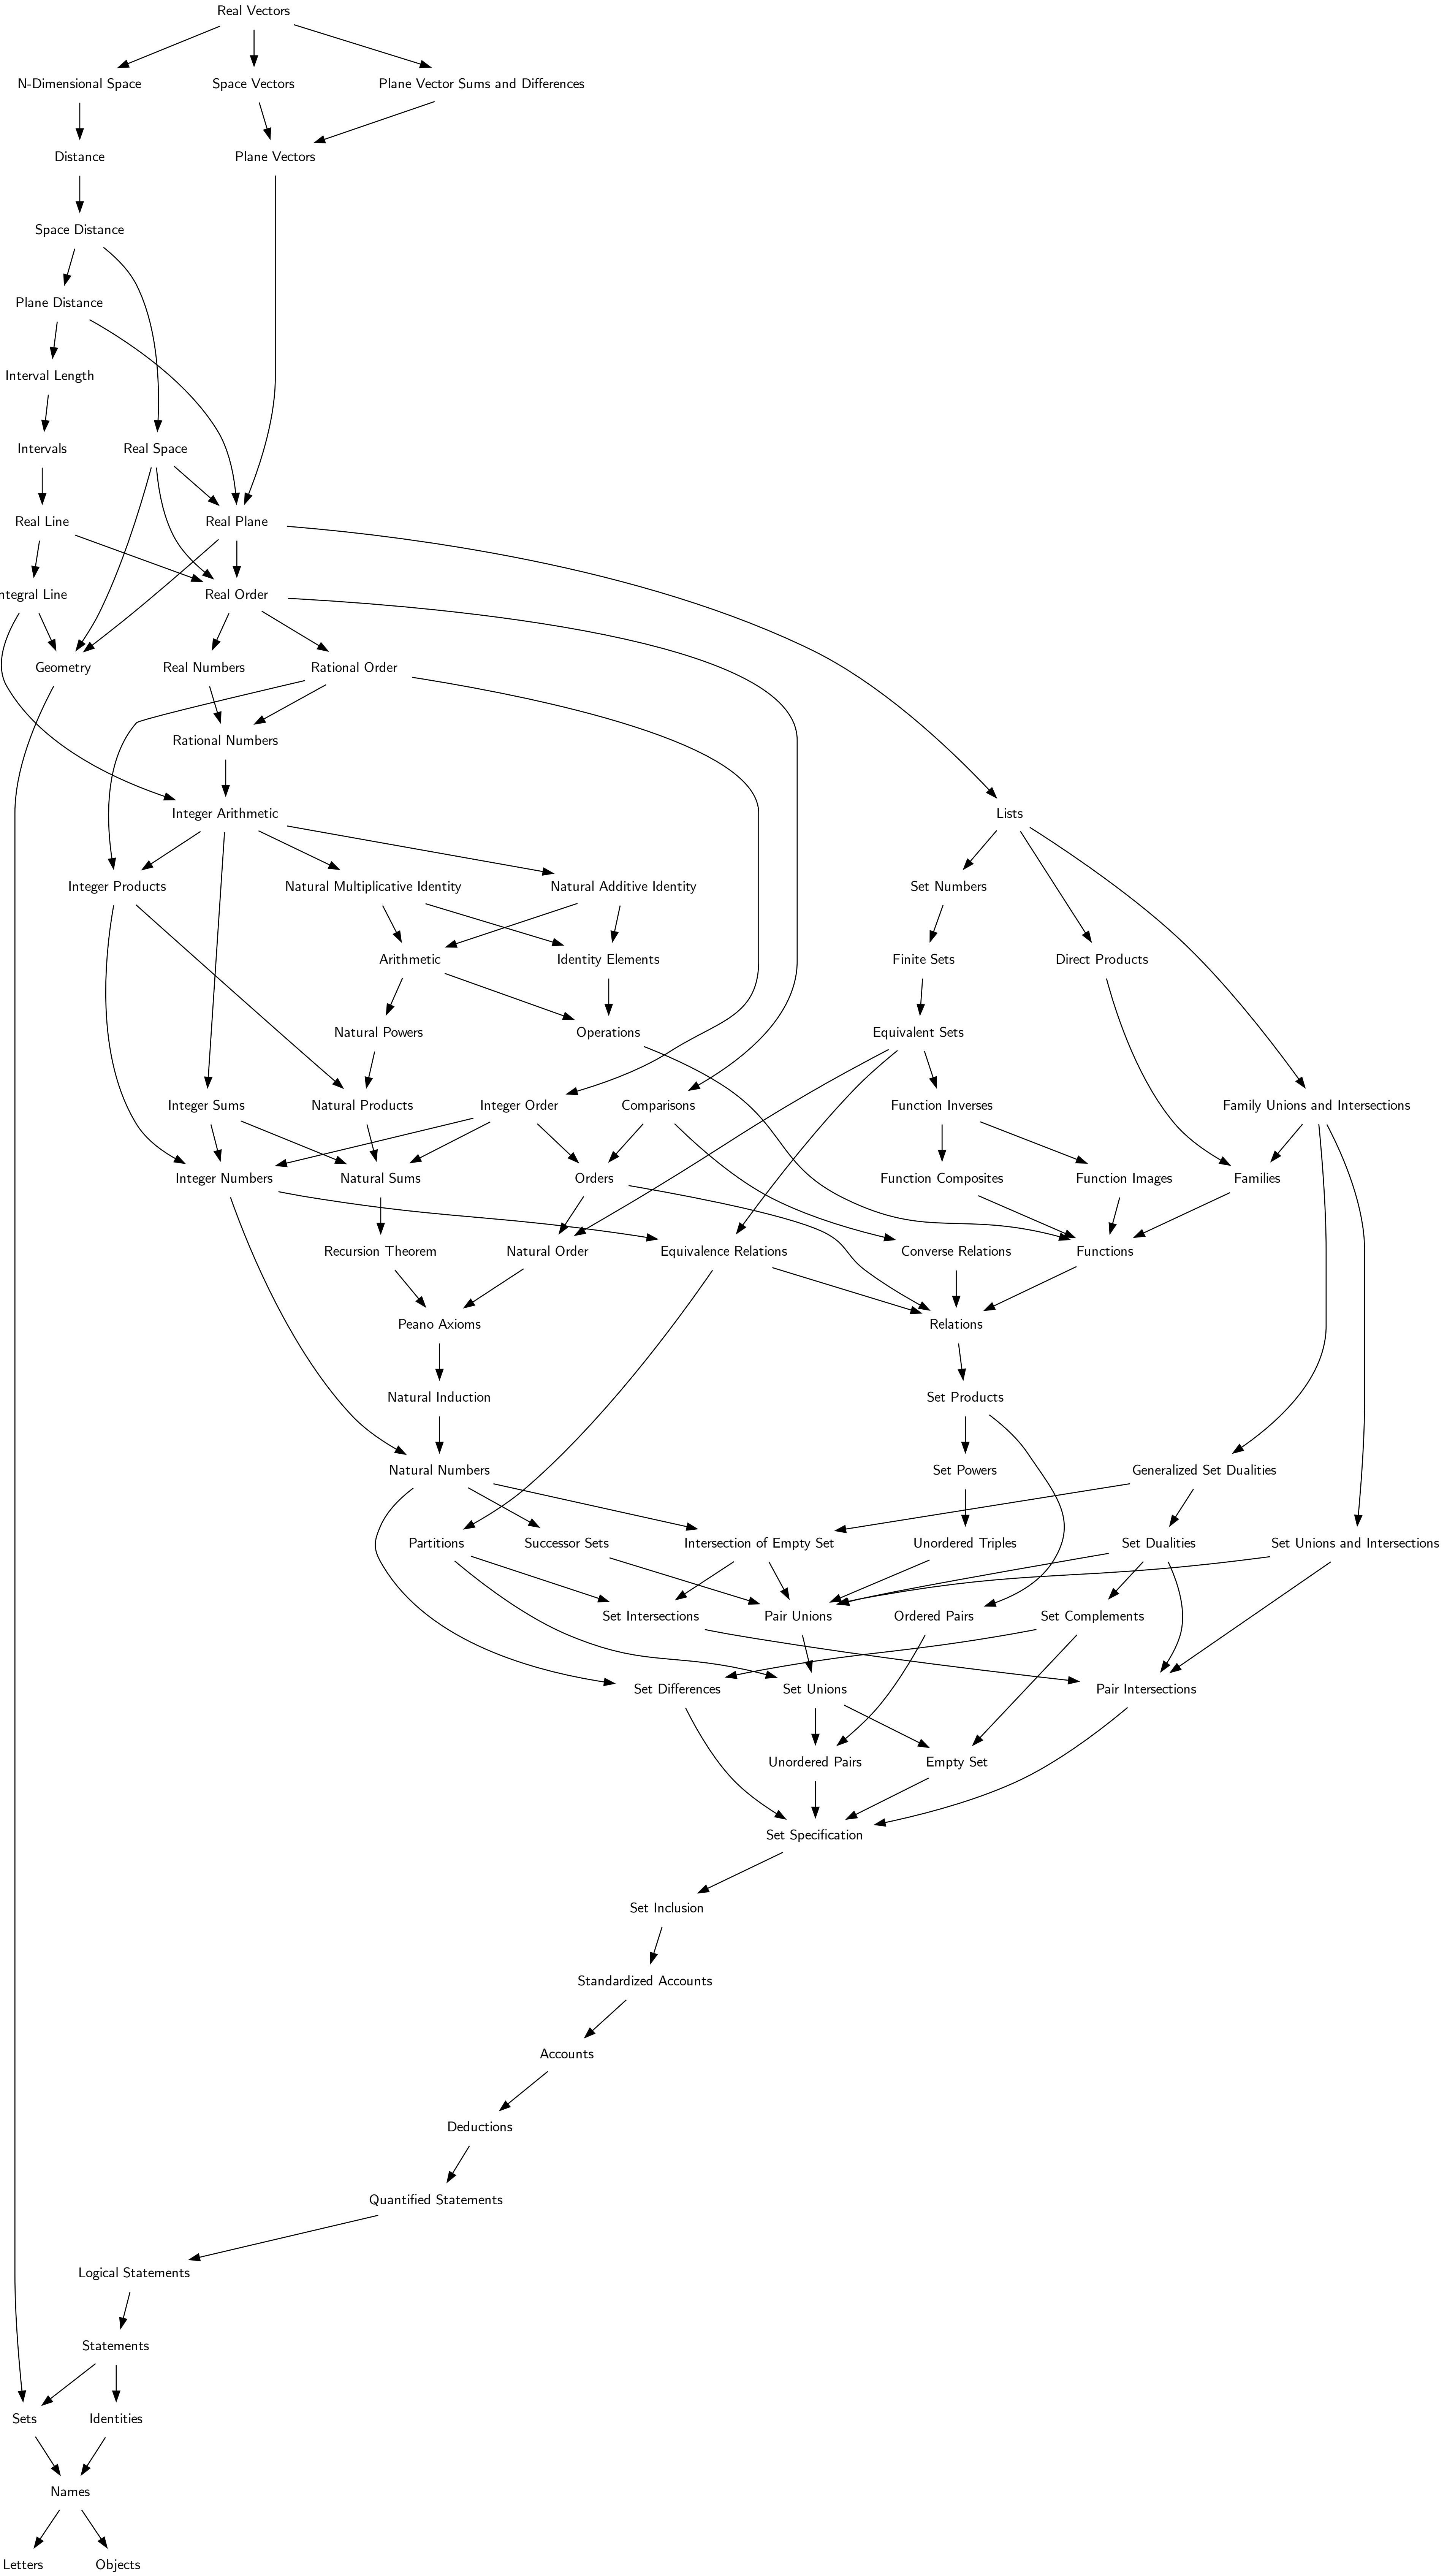 Real Vectors
N-Dimensional Space
Space Vectors
Plane Vector Sums and Differences
Distance
Plane Vectors
Space Distance
Plane Distance
Interval Length
Intervals
Real Space
Real Line
Real Plane
ntegral Line
Real Order
Geometry
Real Numbers
Rational Order
Rational Numbers
Integer Arithmetic
Lists
Integer Products
Natural Multiplicative Identity
Natural Additive Identity
Set Numbers
Arithmetic
Identity Elements
Finite Sets
Direct Products
Natural Powers
Operations
Equivalent Sets
Integer Sums
Natural Products
Integer Order
Comparisons
Function Inverses
Family Unions and Intersections
Integer Numbers
Natural Sums
Orders
Function Composites
Function Images
Families
Recursion Theorem
Natural Order
Equivalence Relations
Converse Relations
Functions
Peano Axioms
Relations
Natural Induction
Set Products
Natural Numbers
Set Powers
Generalized Set Dualities
Partitions
Successor Sets
Intersection of Empty Set
Unordered Triples
Set Dualities
Set Unions and Intersections
Set Intersections
Pair Unions
Ordered Pairs
Set Complements
Set Differences
Set Unions
Pair Intersections
Unordered Pairs
Empty Set
Set Specification
Set Inclusion
Standardized Accounts
Accounts
Deductions
Quantified Statements
Logical Statements
Statements
Sets
Identities
Names
Letters
Objects